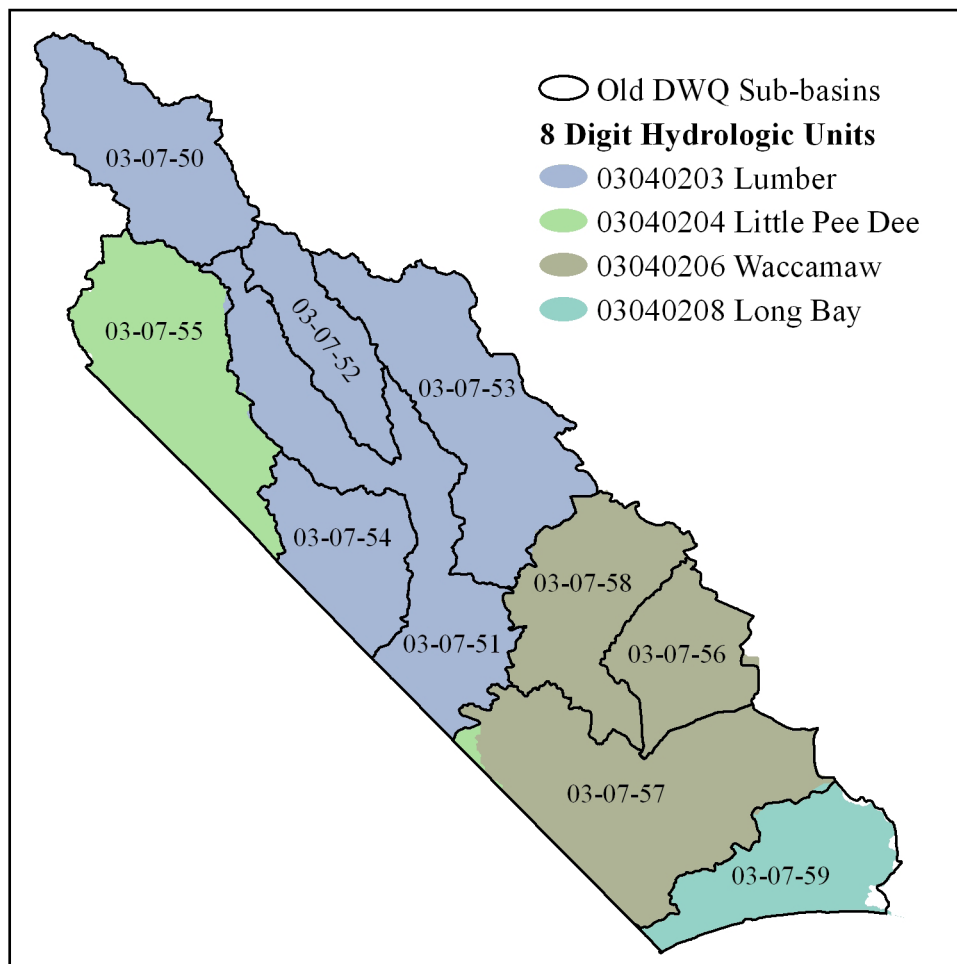 Old DWQ Sub-basins
8 Digit Hydrologic Units
03040203 Lumber
03040204 Little Pee Dee
03040206 Waccamaw
03040208 Long Bay
03-07-50
03-07-55
03-07-52
03-07-53
03-07-54
03-07-58
03-07-51
03-07-56
03-07-57
03-07-59